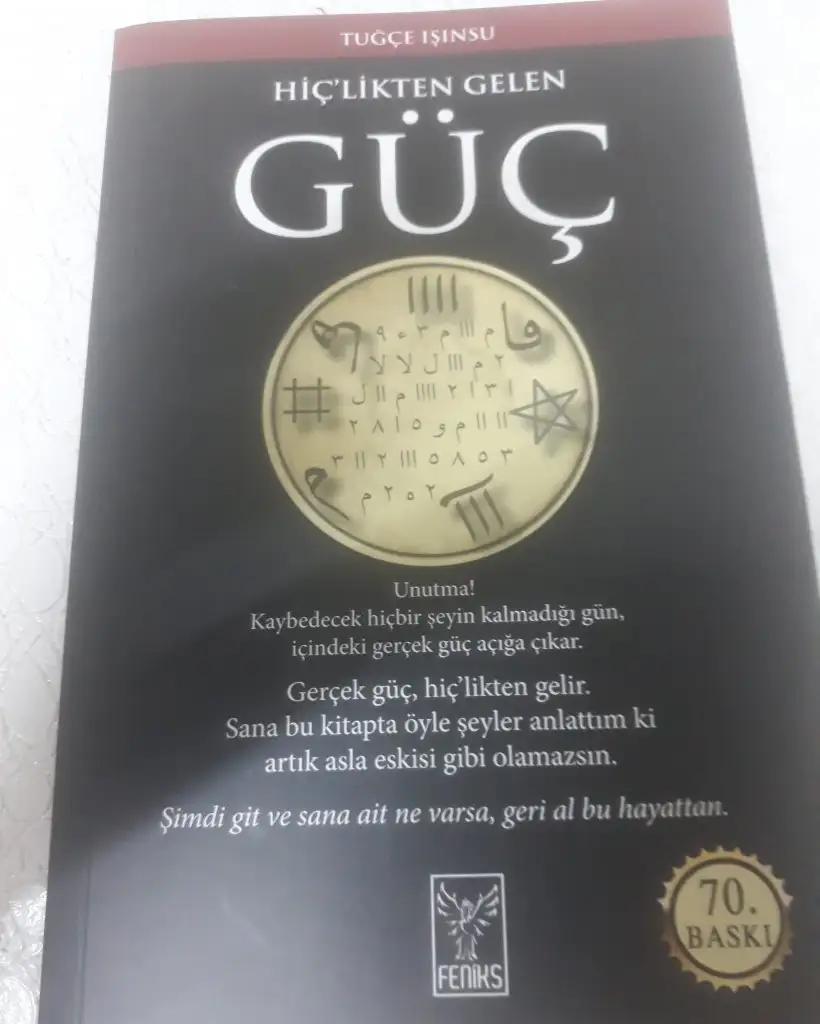 TUĞÇE IŞINSU
HİÇ'LİKTEN GELEN
GÜÇ
Unutma!
Kaybedecek hiçbir şeyin kalmadığı gün,
içindeki gerçek güç açığa çıkar.
Gerçek güç, hiç'likten gelir.
Sana bu kitapta öyle şeyler anlattım ki
artık asla eskisi gibi olamazsın.
Şimdi git ve sana ait ne varsa, geri al bu hayattan.
FENİKS
70.
BASKI